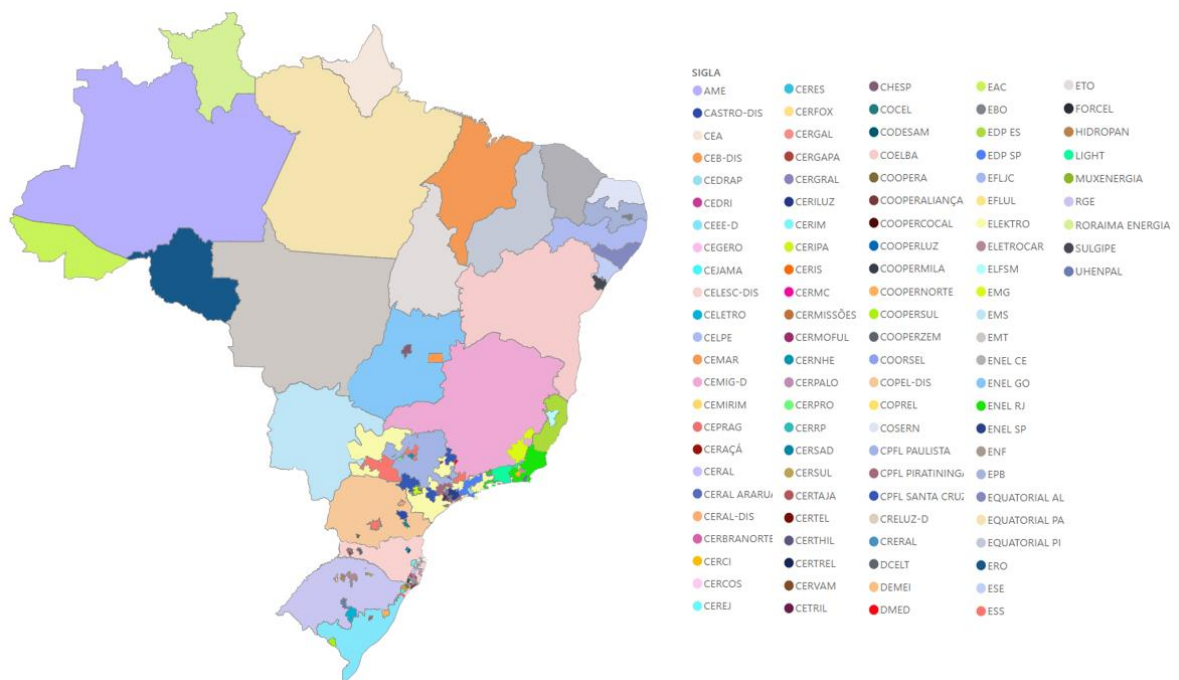 SIGLA
AME
CASTRO-DIS
CEA
CEB-DIS
CEDRAP
CEDRI
CEEE-D
CEGERO
CEJAMA
CELESC-DIS
CELETRO
CELPE
CEMAR
CEMIG-D
CEMIRIM
CEPRAG
CERAÇÁ
CERAL
CERAL ARARUA
CERAL-DIS
CERBRANORTE
CERCI
CERCOS
CEREJ
CERES
CERFOX
CERGAL
CERGAPA
CERGRAL
CERILUZ
CERIM
CERIPA
CERIS
CERMC
CERMISSÕES
CERMOFUL
CERNHE
CERPALO
CERPRO
CERRP
CERSAD
CERSUL
CERTAJA
CERTEL
CERTHIL
CERTREL
CERVAM
CETRIL
CHESP
COCEL
CODESAM
COELBA
COOPERA
COOPERALIANÇA
COOPERCOCAL
COOPERLUZ
COOPERMILA
COOPERNORTE
COOPERSUL
COOPERZEM
COORSEL
COPEL-DIS
COPREL
COSERN
CPFL PAULISTA
CPFL PIRATINING
CPFL SANTA CRUZ
CRELUZ-D
CRERAL
DCELT
DEMEI
DMED
EAC
EBO
EDP ES
EDP SP
EFLJC
EFLUL
ELEKTRO
ELETROCAR
ELFSM
EMG
EMS
EMT
ENEL CE
ENEL GO
ENEL RJ
ENEL SP
ENF
EPB
EQUATORIAL AL
EQUATORIAL PA
EQUATORIAL PI
ERO
ESE
ESS
ETO
FORCEL
HIDROPAN
LIGHT
MUXENERGIA
RGE
RORAIMA ENERGIA
SULGIPE
UHENPAL